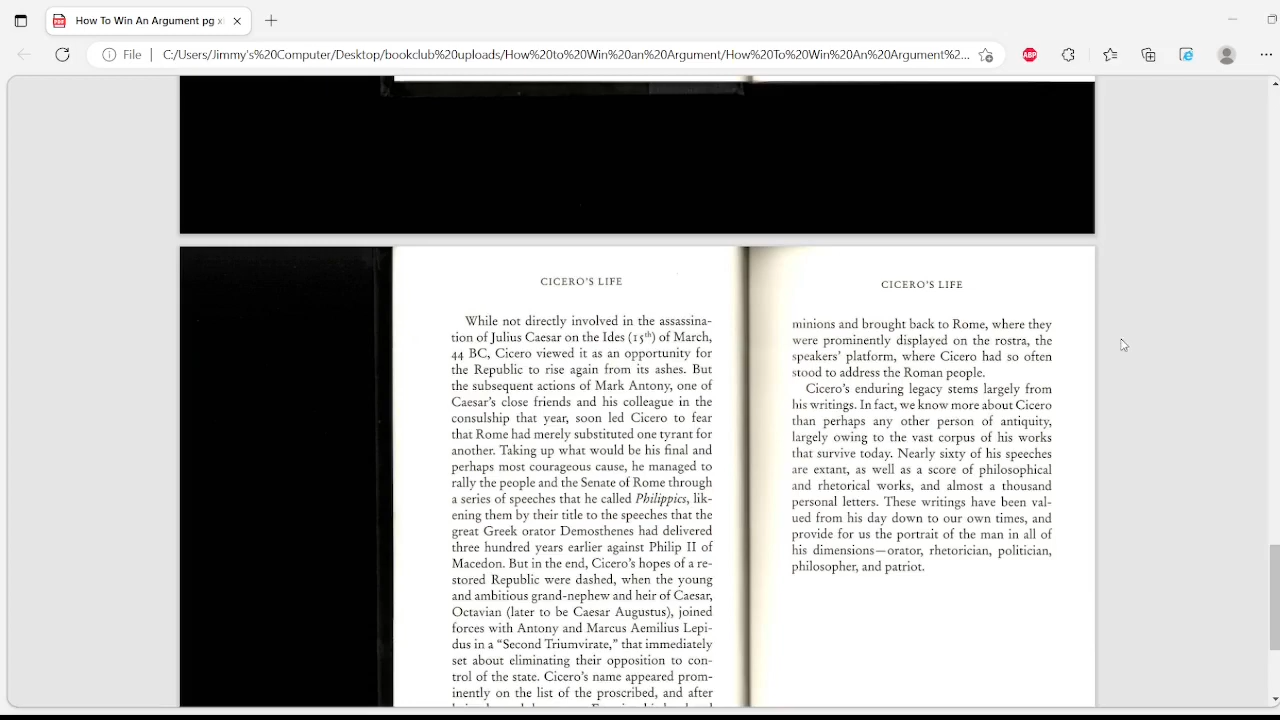 How To Win An Argument pg x
File
C:/Users/Jimmy's%20Computer/Desktop/bookclub%20uploads/How%20to%20Win%20an%20Argument/How%20To%20Win%20An%20Argument%2...
ABP
CICERO'S LIFE
While not directly involved in the assassina-
tion of Julius Caesar on the Ides (15th) of March,
44 BC, Cicero viewed it as an opportunity for
the Republic to rise again from its ashes. But
the subsequent actions of Mark Antony, one of
Caesar's close friends and his colleague in the
consulship that year, soon led Cicero to fear
that Rome had merely substituted one tyrant for
another. Taking up what would be his final and
perhaps most courageous cause, he managed to
rally the people and the Senate of Rome through
a series of speeches that he called Philippics, lik-
ening them by their title to the speeches that the
great Greek orator Demosthenes had delivered
three hundred years earlier against Philip II of
Macedon. But in the end, Cicero's hopes of a re-
stored Republic were dashed, when the young
and ambitious grand-nephew and heir of Caesar,
Octavian (later to be Caesar Augustus), joined
forces with Antony and Marcus Aemilius Lepi-
dus in a "Second Triumvirate," that immediately
set about eliminating their opposition to con-
trol of the state. Cicero's name appeared prom-
inently on the list of the proscribed, and after
CICERO'S LIFE
minions and brought back to Rome, where they
were prominently displayed on the rostra, the
speakers' platform, where Cicero had so often
stood to address the Roman people.
Cicero's enduring legacy stems largely from
his writings. In fact, we know more about Cicero
than perhaps any other person of antiquity,
largely owing to the vast corpus of his works
that survive today. Nearly sixty of his speeches
are extant, as well as a score of philosophical
and rhetorical works, and almost a thousand
personal letters. These writings have been val-
ued from his day down to our own times, and
provide for us the portrait of the man in all of
his dimensions—orator, rhetorician, politician,
philosopher, and patriot.